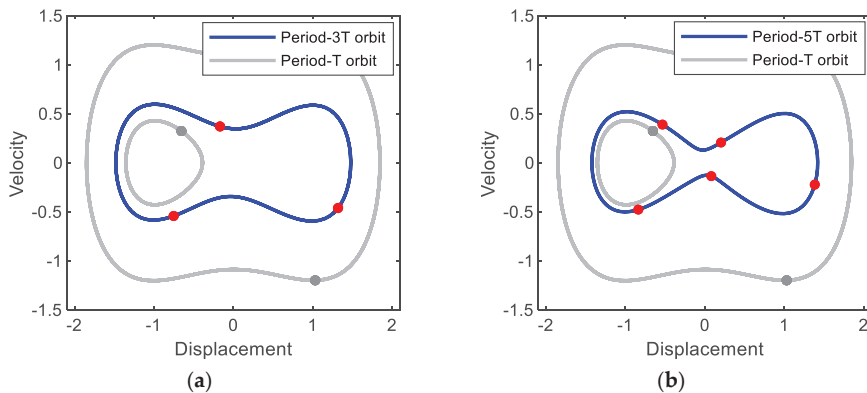 1.5
1
0.5
0
-0.5
-1
-1.5
-2
-1
0
1
2
Velocity
Displacement
Period-3T orbit
Period-T orbit
(a)
1.5
1
0.5
0
-0.5
-1
-1.5
-2
-1
0
1
2
Velocity
Displacement
Period-5T orbit
Period-T orbit
(b)